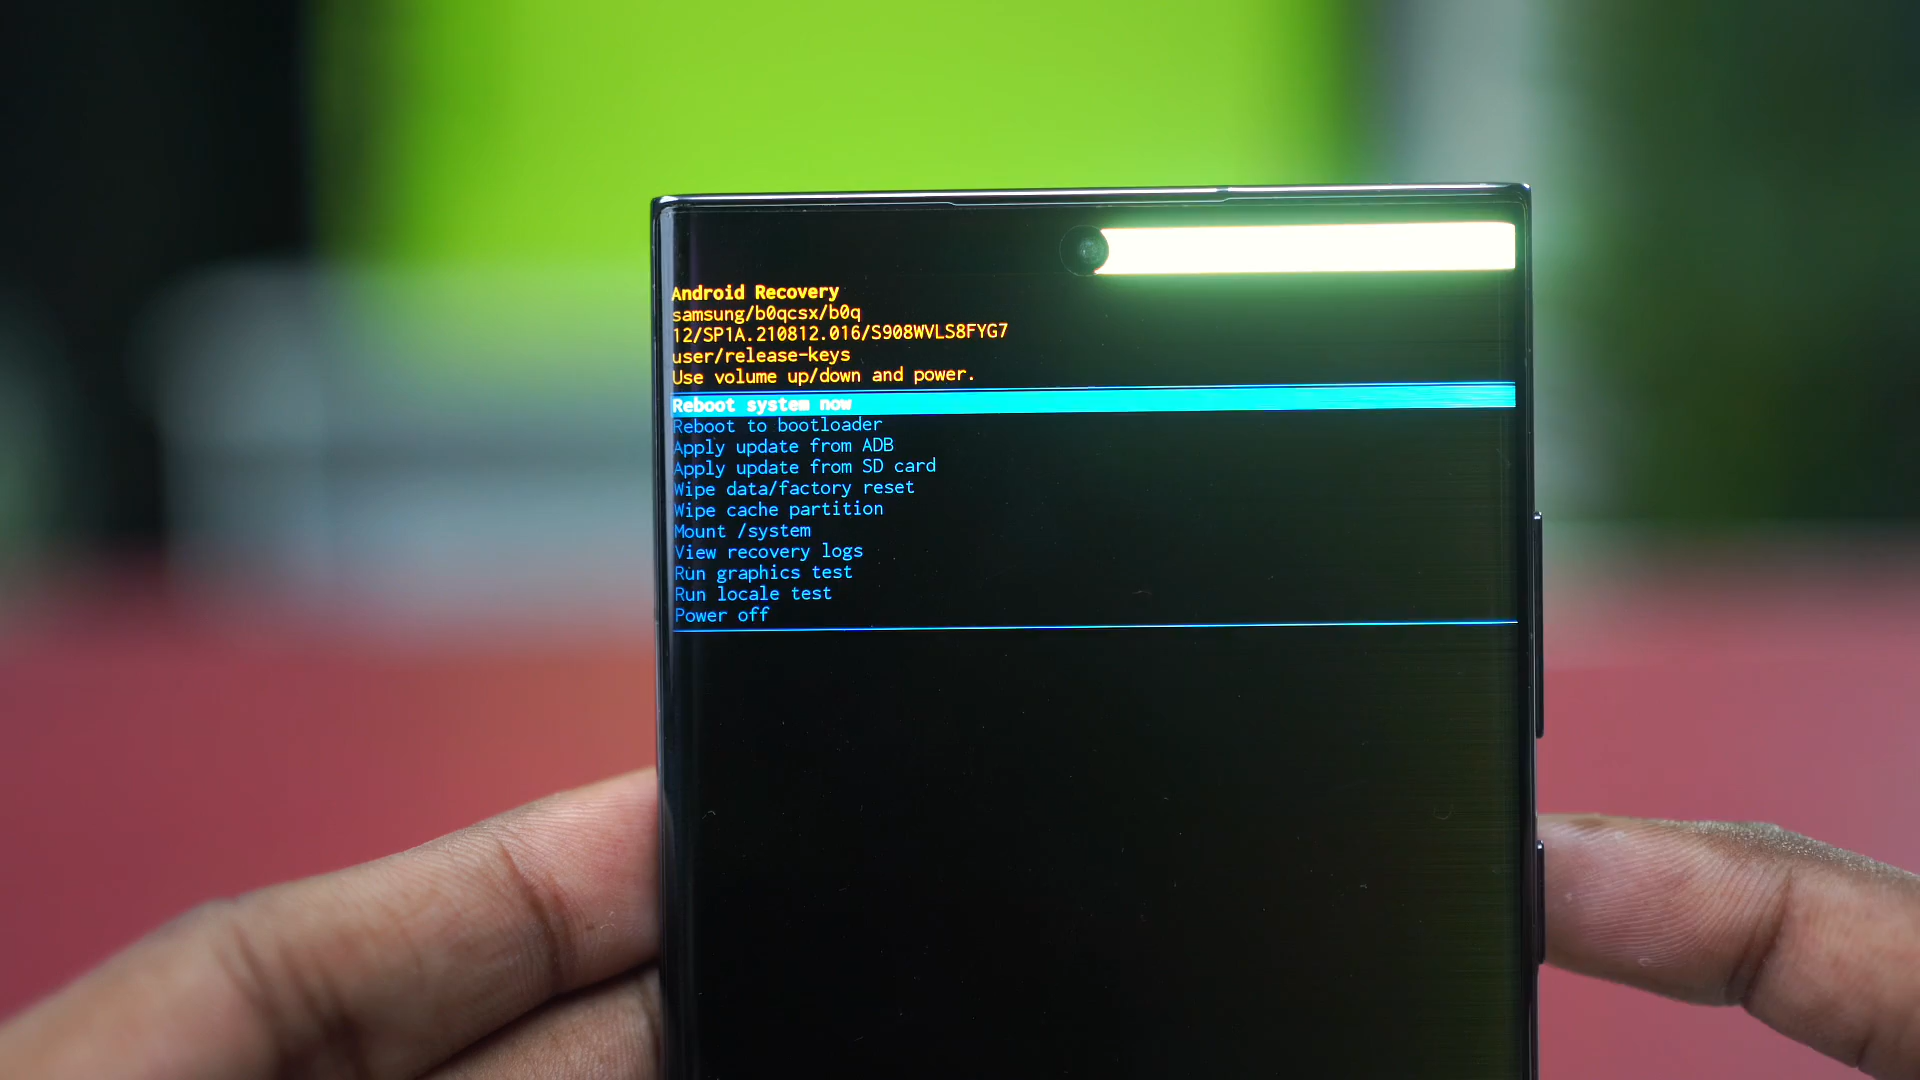 Android Recovery
samsung/b0qcsx/b0q
12/SP1A.210812.016/S908WVLS8FYG7
user/release-keys
Use volume up/down and power.
Reboot system now
Reboot to bootloader
Apply update from ADB
Apply update from SD card
Wipe data/factory reset
Wipe cache partition
Mount /system
View recovery logs
Run graphics test
Run locale test
Power off